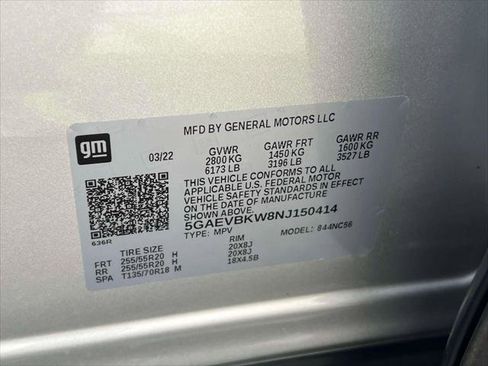 gm
MFD BY GENERAL MOTORS LLC
03/22 GVWR GAWR FRT GAWR RR
2800 KG 1450 KG 1600 KG
6173 LB 3196 LB 3527 LB
THIS VEHICLE CONFORMS TO ALL
APPLICABLE U.S. FEDERAL MOTOR
VEHICLE SAFETY STANDARDS IN EFFECT
ON THE DATE OF MANUFACTURE
5GAEVBKW8NJ150414
636R TYPE: MPV MODEL: 844NC56
TIRE SIZE RIM
FRT 255/55R20 H 20X8J
RR 255/55R20 H 20X8J
SPA T135/70R18 M 18X4.5B